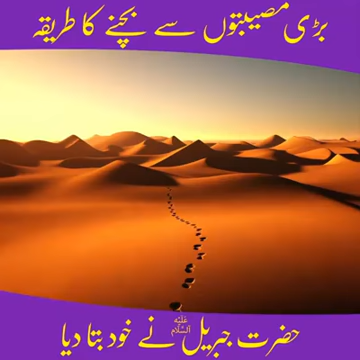 بڑی مصیبتوں سے بچنے کا طریقہ
حضرت جبریل علیہ السلام نے خود بتا دیا